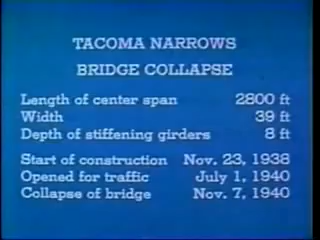 TACOMA NARROWS
BRIDGE COLLAPSE
Length of center span 2800 ft
Width 39 ft
Depth of stiffening girders 8 ft
Start of construction Nov. 23, 1938
Opened for traffic July 1, 1940
Collapse of bridge Nov. 7, 1940